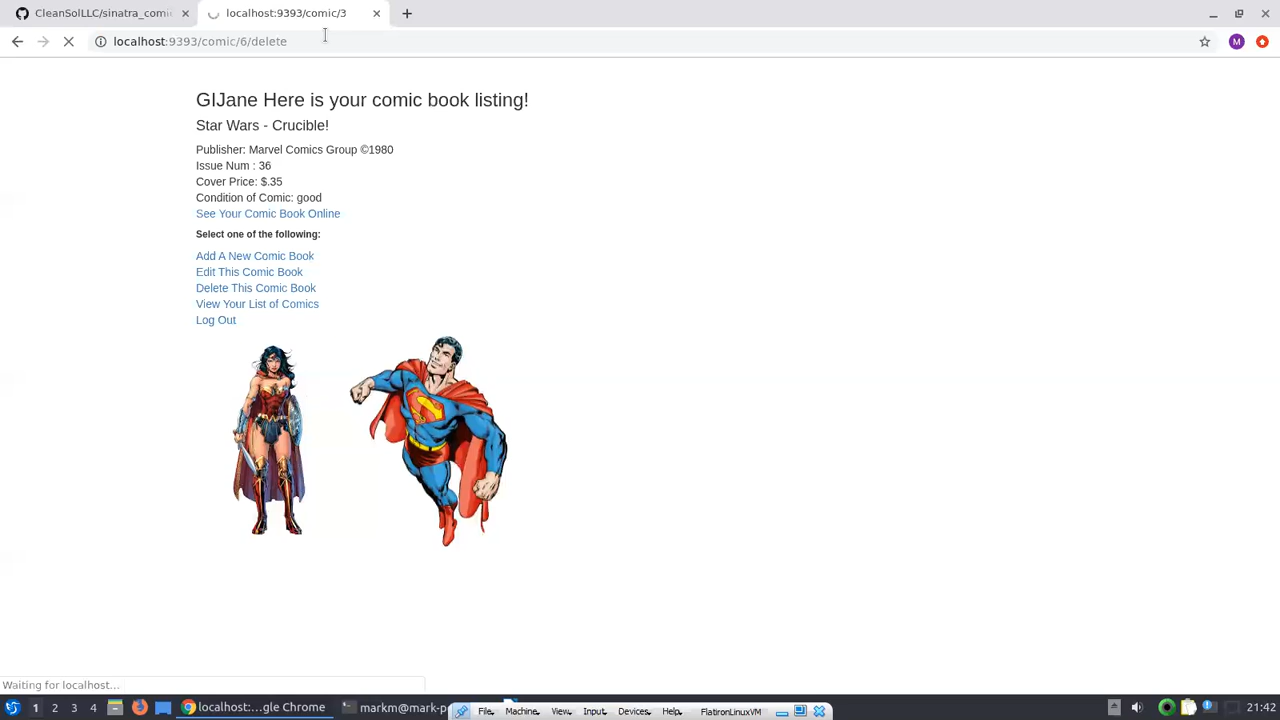 CleanSolLLC/sinatra_comic
localhost:9393/comic/3
localhost:9393/comic/6/delete
M
GIJane Here is your comic book listing!
Star Wars - Crucible!
Publisher: Marvel Comics Group ©1980
Issue Num : 36
Cover Price: $.35
Condition of Comic: good
See Your Comic Book Online
Select one of the following:
Add A New Comic Book
Edit This Comic Book
Delete This Comic Book
View Your List of Comics
Log Out
Waiting for localhost...
1 2 3 4 localhost:...gle Chrome markm@mark-p
File Machine View Input Devices Help FlatironLinuxVM
21:42